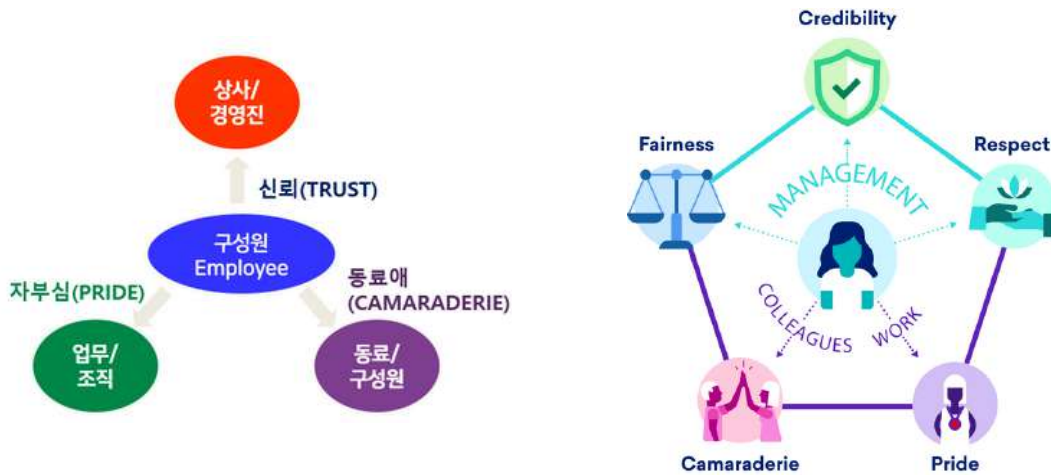 상사/
경영진
신뢰(TRUST)
구성원
Employee
자부심(PRIDE)
동료애
(CAMARADERIE)
업무/
조직
동료/
구성원
Credibility
Fairness
Respect
MANAGEMENT
COLLEAGUES
WORK
Camaraderie
Pride